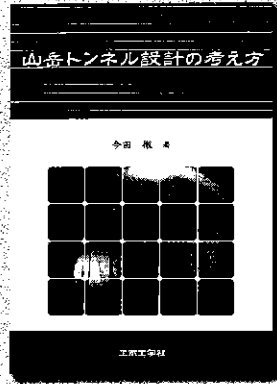 山岳トンネル設計の考え方
今田 徹 著
土木工学社